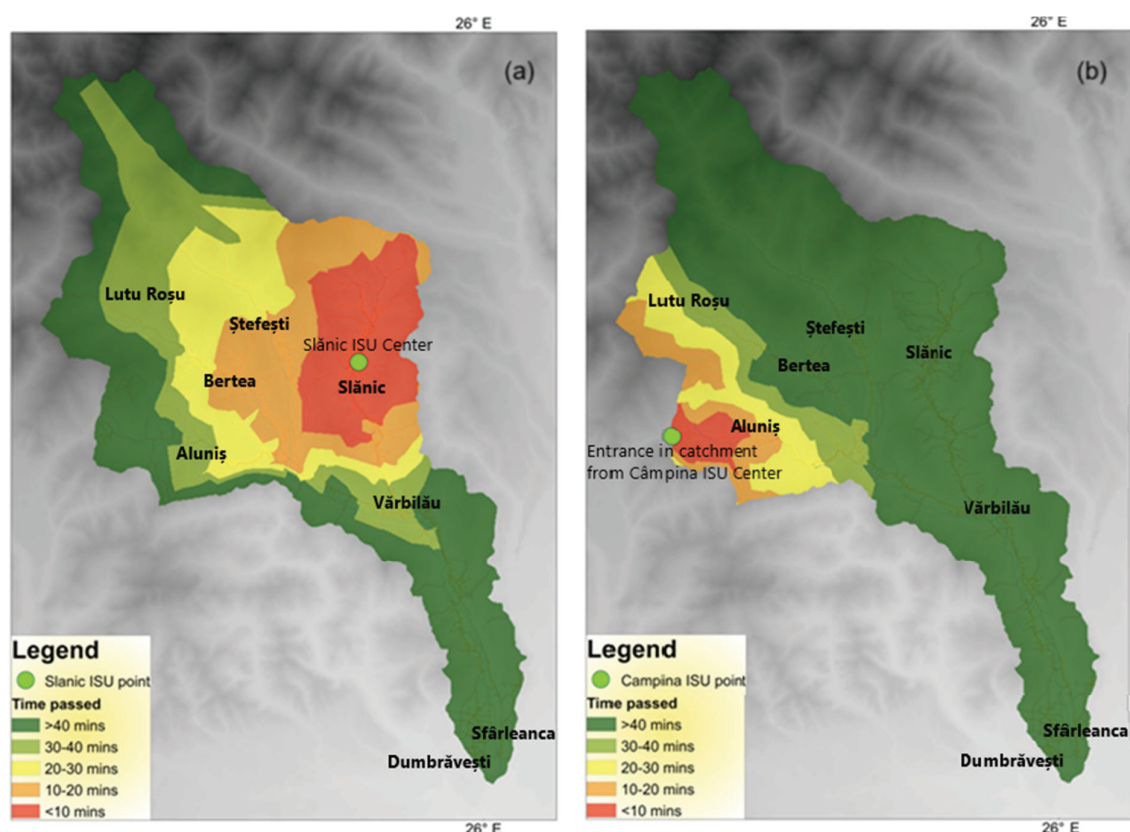 26° E
(a)
Lutu Roșu
Ștefești
Slănic ISU Center
Bertea
Slănic
Aluniș
Vărbilău
Sfârleanca
Dumbrăvești
Legend
Slanic ISU point
Time passed
>40 mins
30-40 mins
20-30 mins
10-20 mins
<10 mins
26° E
26° E
(b)
Lutu Roșu
Ștefești
Slănic
Bertea
Aluniș
Entrance in catchment
from Câmpina ISU Center
Vărbilău
Sfârleanca
Dumbrăvești
Legend
Campina ISU point
Time passed
>40 mins
30-40 mins
20-30 mins
10-20 mins
<10 mins
26° E